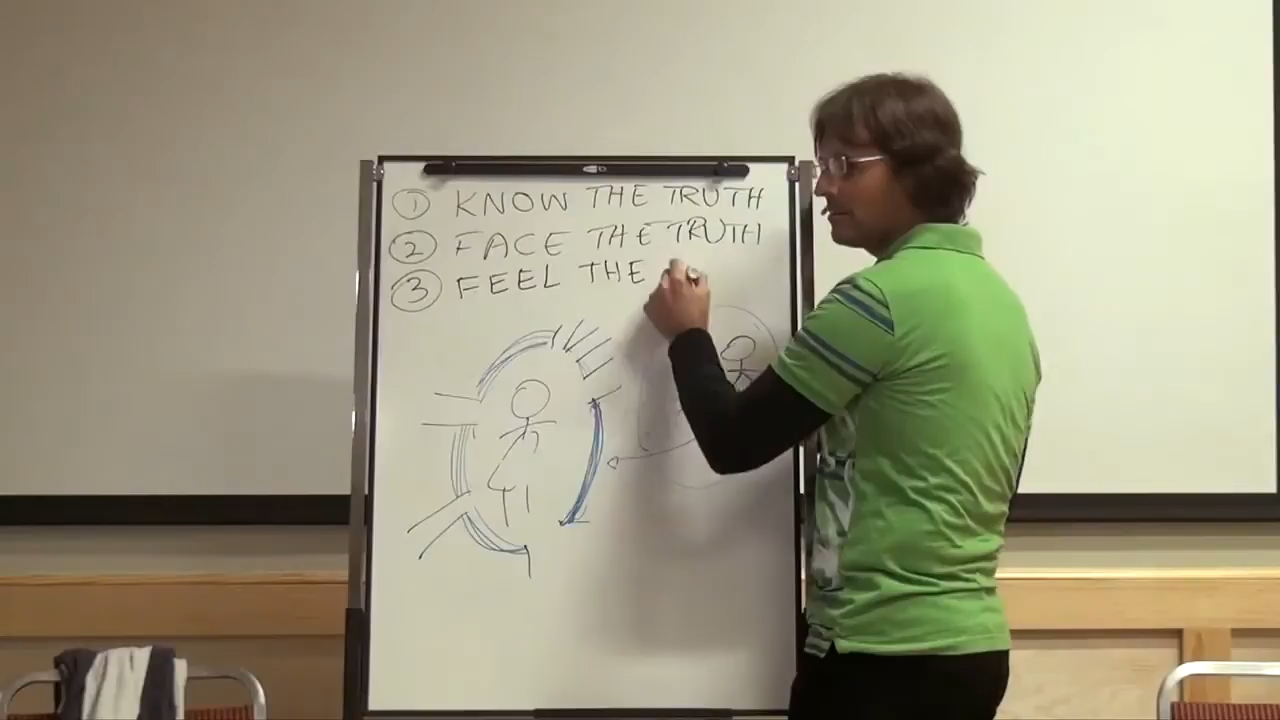 ① KNOW THE TRUTH
② FACE THE TRUTH
③ FEEL THE